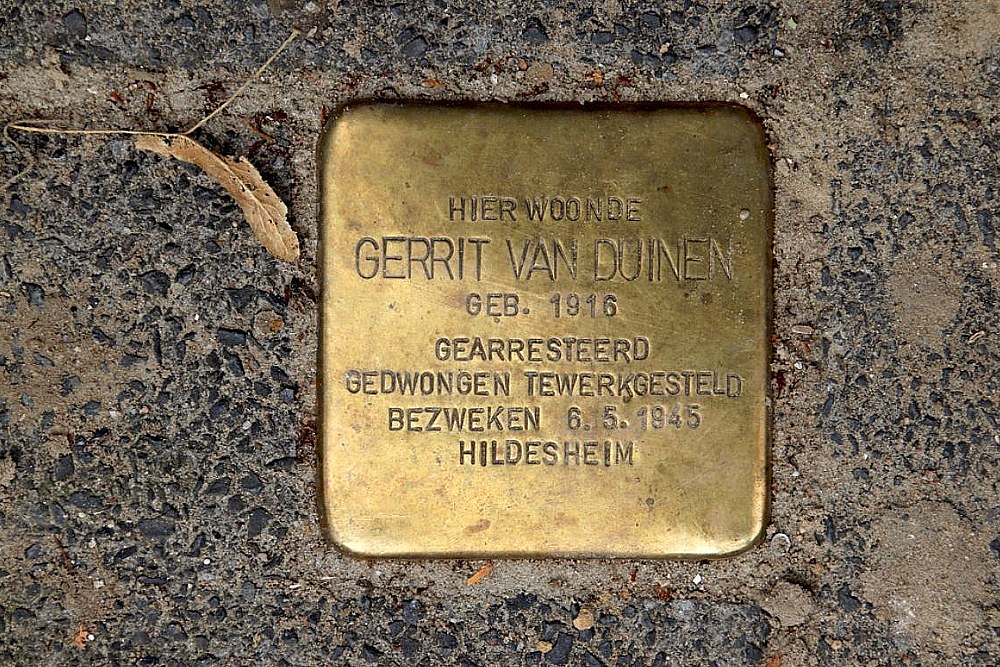 HIER WOONDE
GERRIT VAN DUINEN
GEB. 1916
GEARRESTEERD
GEDWONGEN TEWERKGESTELD
BEZWEKEN 6.5.1945
HILDESHEIM